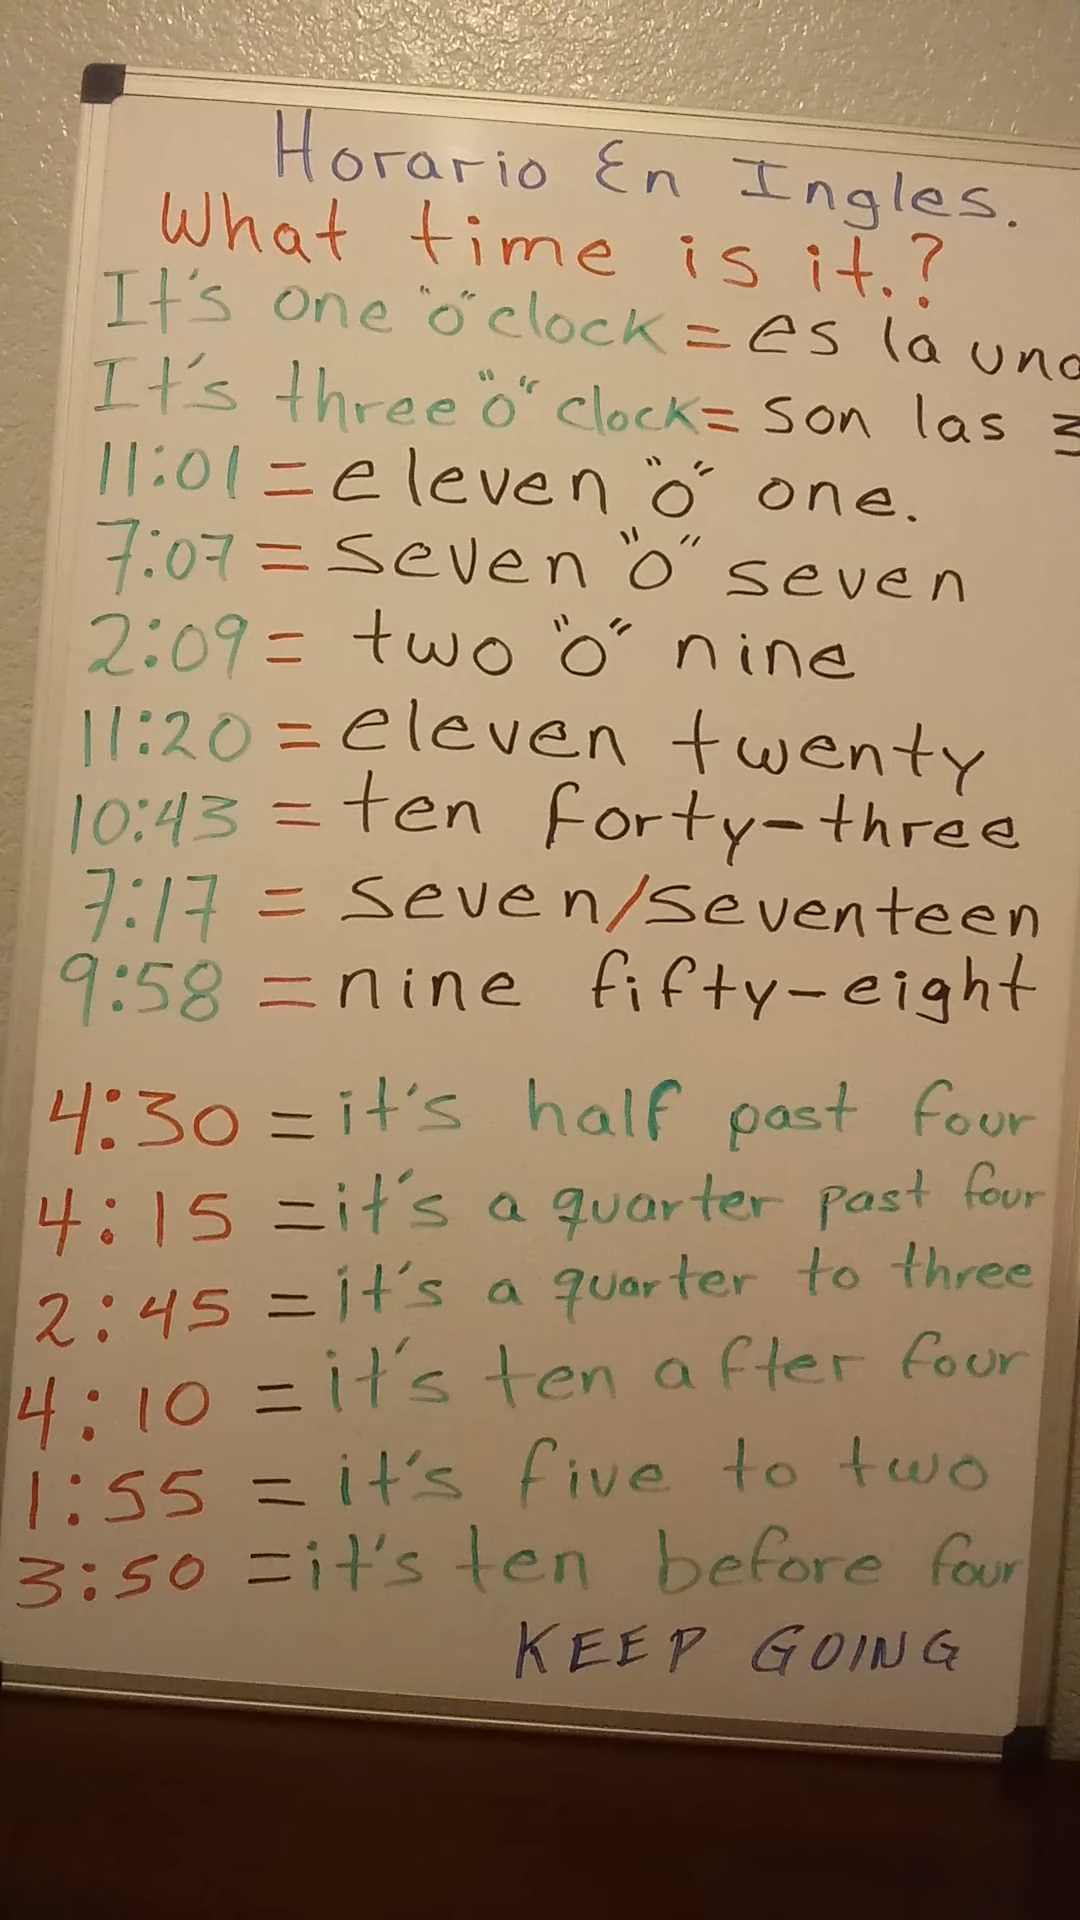 Horario En Ingles.
What time is it.?
It's one "o" clock = es la una
It's three "o" clock = son las 3
11:01 = eleven "o" one.
7:07 = seven "o" seven
2:09 = two "o" nine
11:20 = eleven twenty
10:43 = ten forty-three
7:17 = seven/seventeen
9:58 = nine fifty-eight
4:30 = it's half past four
4:15 = it's a quarter past four
2:45 = it's a quarter to three
4:10 = it's ten after four
1:55 = it's five to two
3:50 = it's ten before four
KEEP GOING